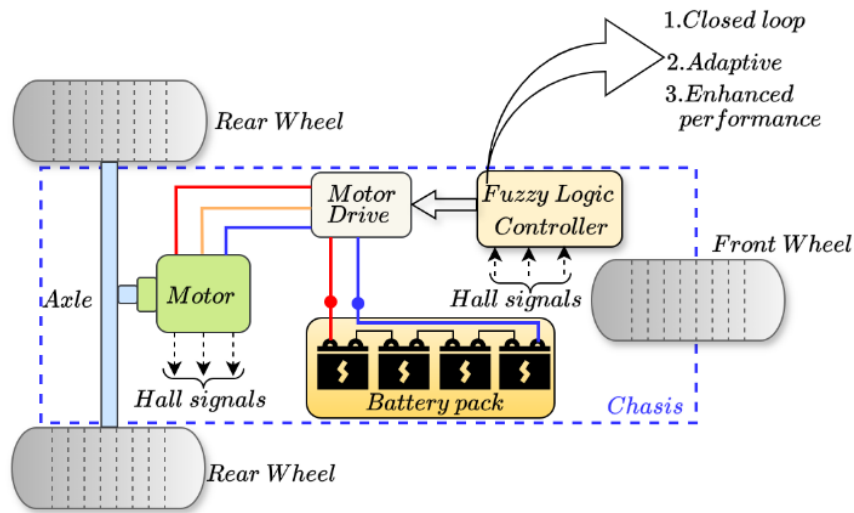 1.Closed loop
2.Adaptive
3.Enhanced
performance
Rear Wheel
Motor
Drive
Fuzzy Logic
Controller
Front Wheel
Axle
Motor
Hall signals
Hall signals
Battery pack
Chasis
Rear Wheel